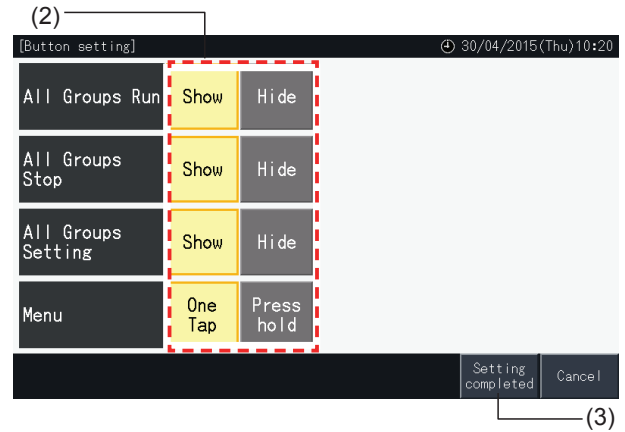 (2)
[Button setting] 30/04/2015(Thu)10:20
All Groups Run Show Hide
All Groups
Stop Show Hide
All Groups
Setting Show Hide
Menu One
Tap Press
hold
Setting
completed Cancel
(3)